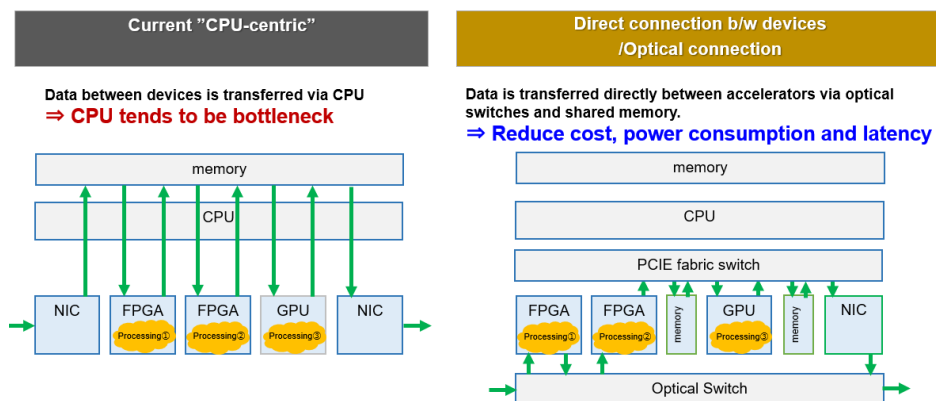 Current ”CPU-centric”
Data between devices is transferred via CPU
⇒ CPU tends to be bottleneck
memory
CPU
NIC
FPGA
Processing①
FPGA
Processing②
GPU
Processing③
NIC
Direct connection b/w devices
/Optical connection
Data is transferred directly between accelerators via optical
switches and shared memory.
⇒ Reduce cost, power consumption and latency
memory
CPU
PCIE fabric switch
FPGA
Processing①
FPGA
Processing②
memory
GPU
Processing③
memory
NIC
Optical Switch